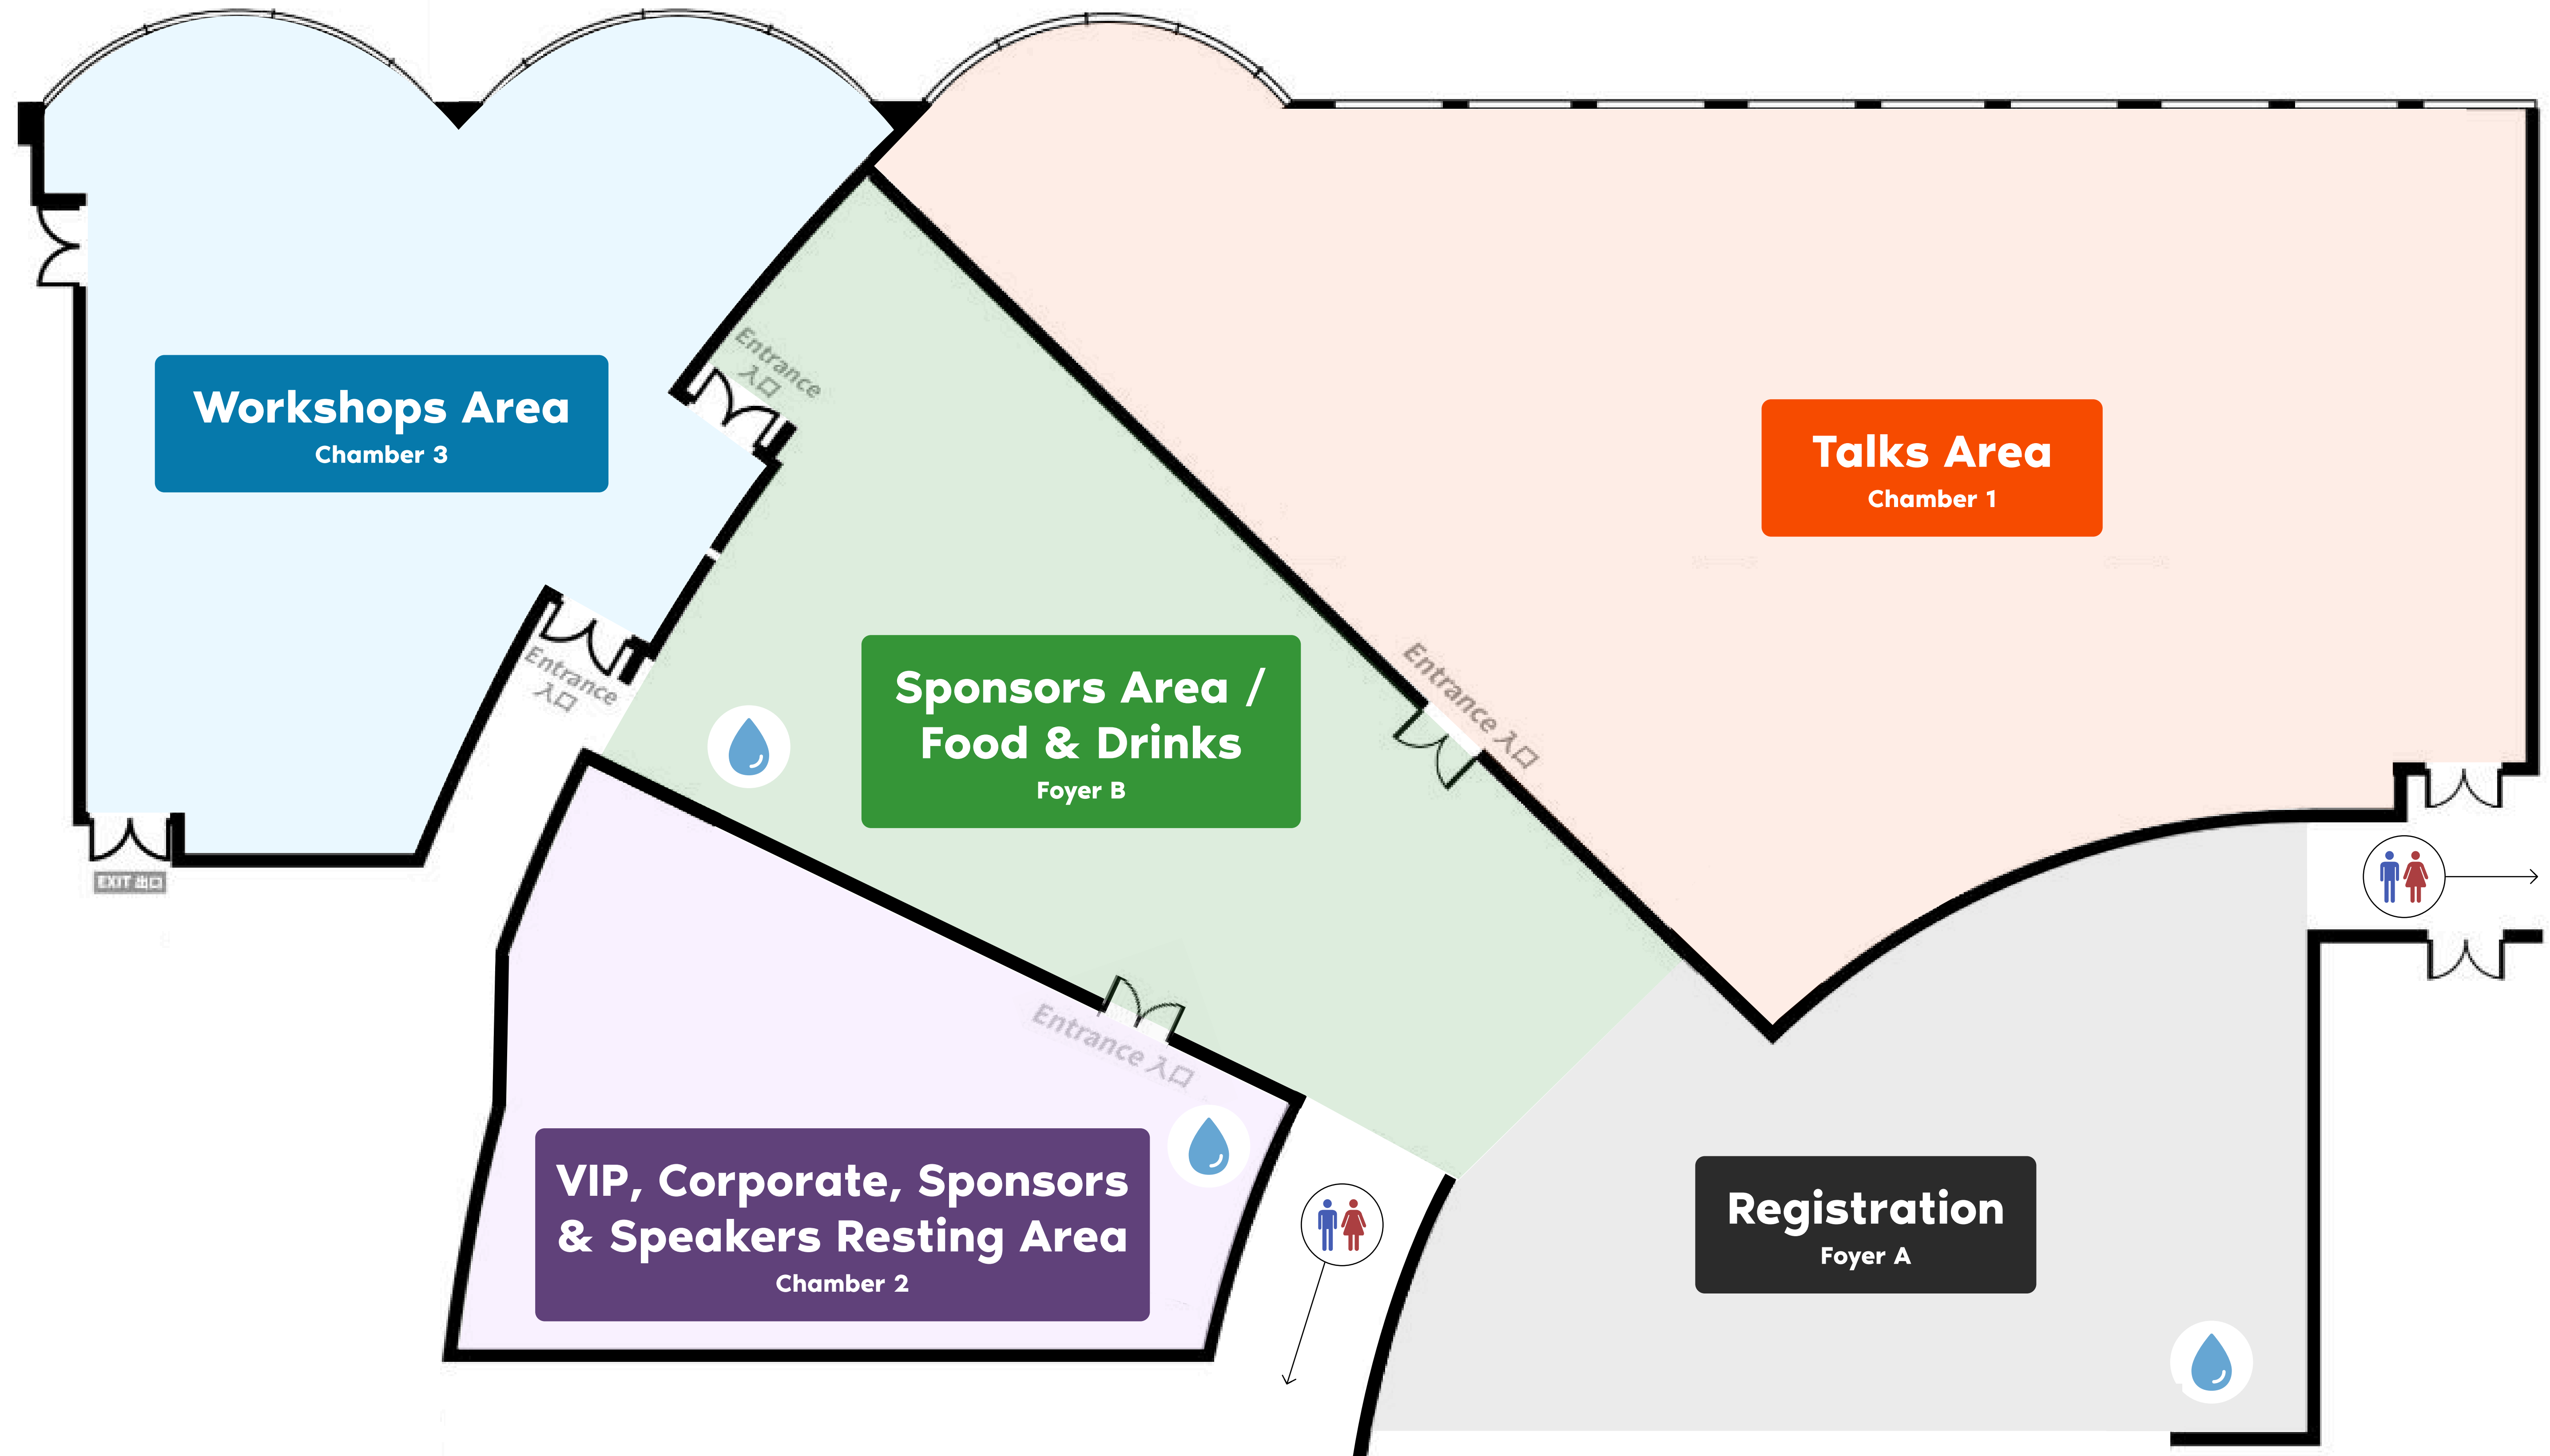 Entrance
入口
Workshops Area
Chamber 3
Talks Area
Chamber 1
Entrance
入口
Sponsors Area /
Food & Drinks
Foyer B
Entrance 入口
EXIT 出口
Entrance 入口
VIP, Corporate, Sponsors
& Speakers Resting Area
Chamber 2
Registration
Foyer A